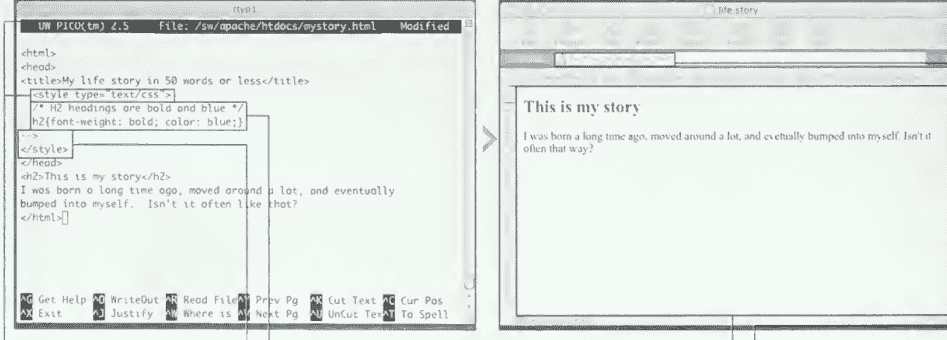 ttyp1
UW PICO(tm) 2.5 File: /sw/apache/htdocs/mystory.html Modified
<html>
<head>
<title>My life story in 50 words or less</title>
<style type="text/css">
/* H2 headings are bold and blue */
h2{font-weight: bold; color: blue;}
-->
</style>
</head>
<h2>This is my story</h2>
I was born a long time ago, moved around a lot, and eventually
bumped into myself. Isn't it often like that?
</html>
^G Get Help ^O WriteOut ^R Read File ^Y Prev Pg ^K Cut Text ^C Cur Pos
^X Exit ^J Justify ^W Where is ^V Next Pg ^U UnCut Tex ^T To Spell
life story
This is my story
I was born a long time ago, moved around a lot, and evetually bumped into myself. Isn't it
often that way?